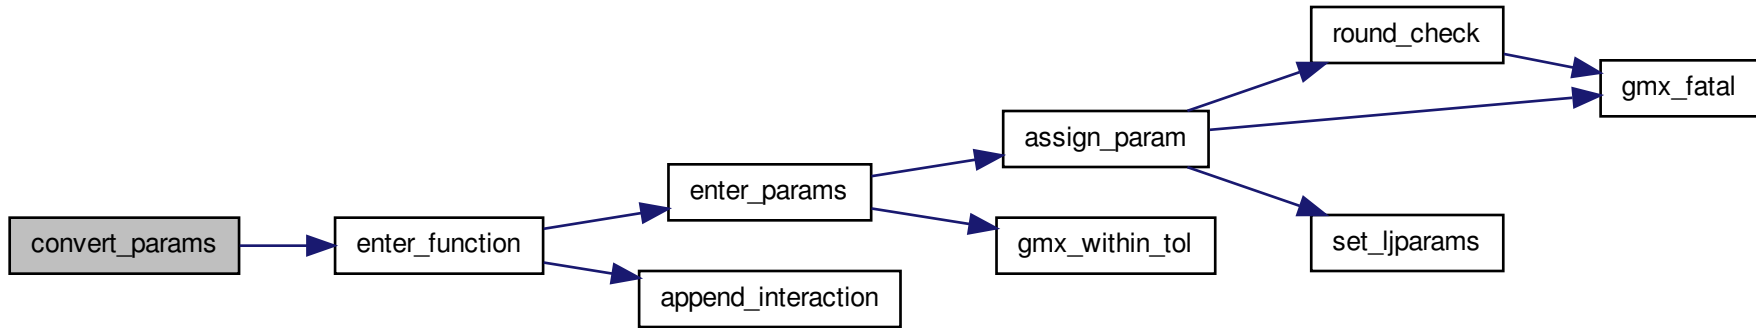 convert_params
enter_function
enter_params
append_interaction
assign_param
gmx_within_tol
round_check
set_ljparams
gmx_fatal